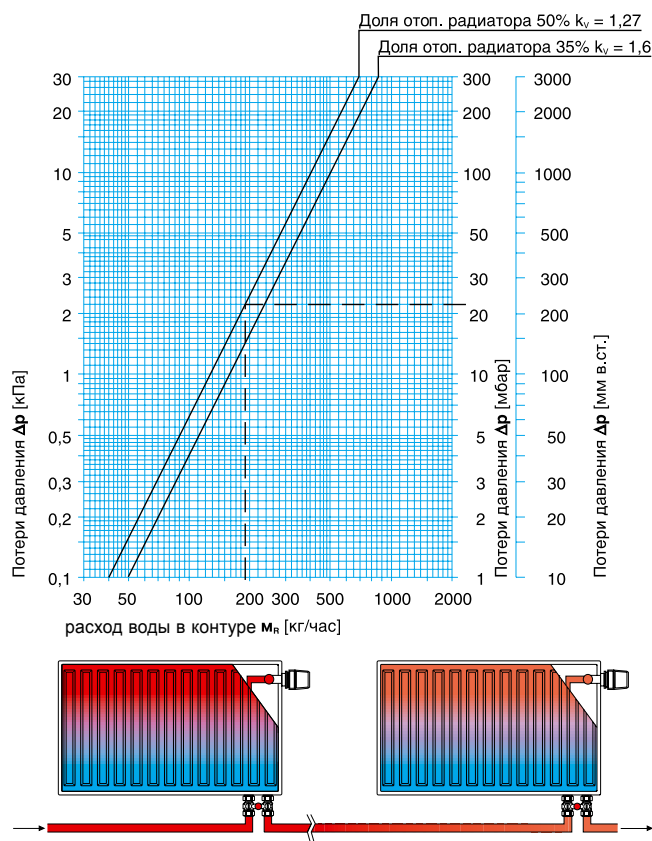 Доля отоп. радиатора 50% kᵥ = 1,27
Доля отоп. радиатора 35% kᵥ = 1,6
30 300 3000
20 200 2000
10 100 1000
5 50 500
3 30 300
2 20 200
1 10 100
0,5 5 50
0,3 3 30
0,2 2 20
0,1 1 10
Потери давления Δp [кПа]
Потери давления Δp [мбар]
Потери давления Δp [мм в.ст.]
30 50 100 200 300 500 1000 2000
расход воды в контуре мʀ [кг/час]